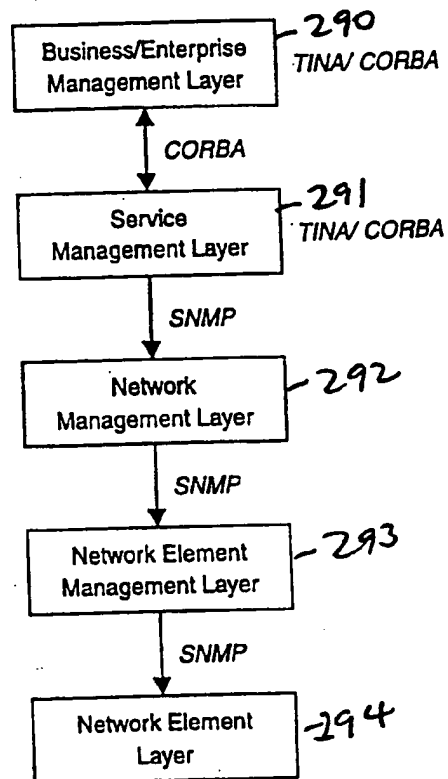 Business/Enterprise
Management Layer
290
TINA/ CORBA
CORBA
Service
Management Layer
291
TINA/ CORBA
SNMP
Network
Management Layer
292
SNMP
Network Element
Management Layer
293
SNMP
Network Element
Layer
294